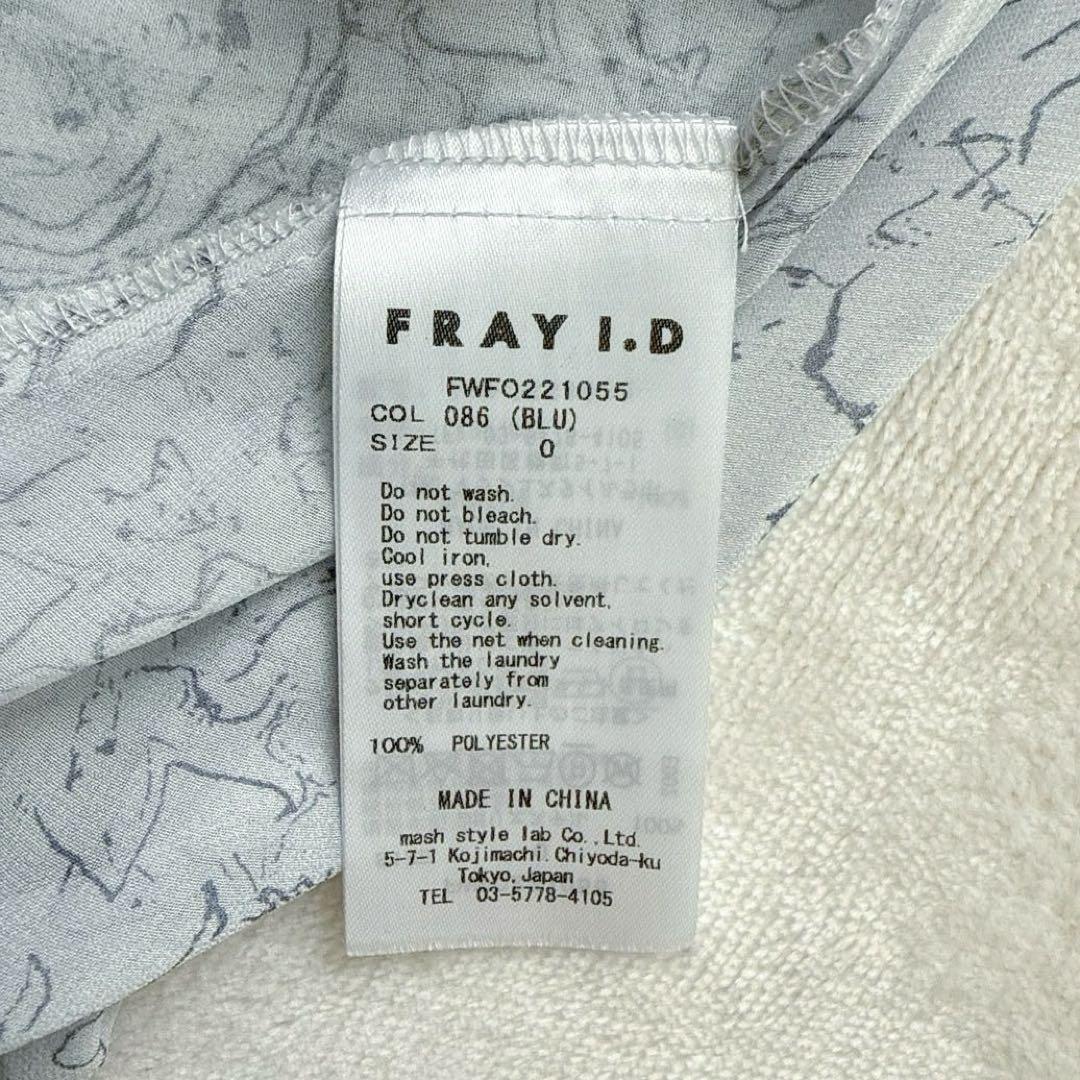 FRAY I.D
FWFO221055
COL 086 (BLU)
SIZE 0
Do not wash.
Do not bleach.
Do not tumble dry.
Cool iron,
use press cloth.
Dryclean any solvent,
short cycle.
Use the net when cleaning.
Wash the laundry
separately from
other laundry.
100% POLYESTER
MADE IN CHINA
mash style lab Co.,Ltd.
5-7-1 Kojimachi Chiyoda-ku
Tokyo, Japan
TEL 03-5778-4105